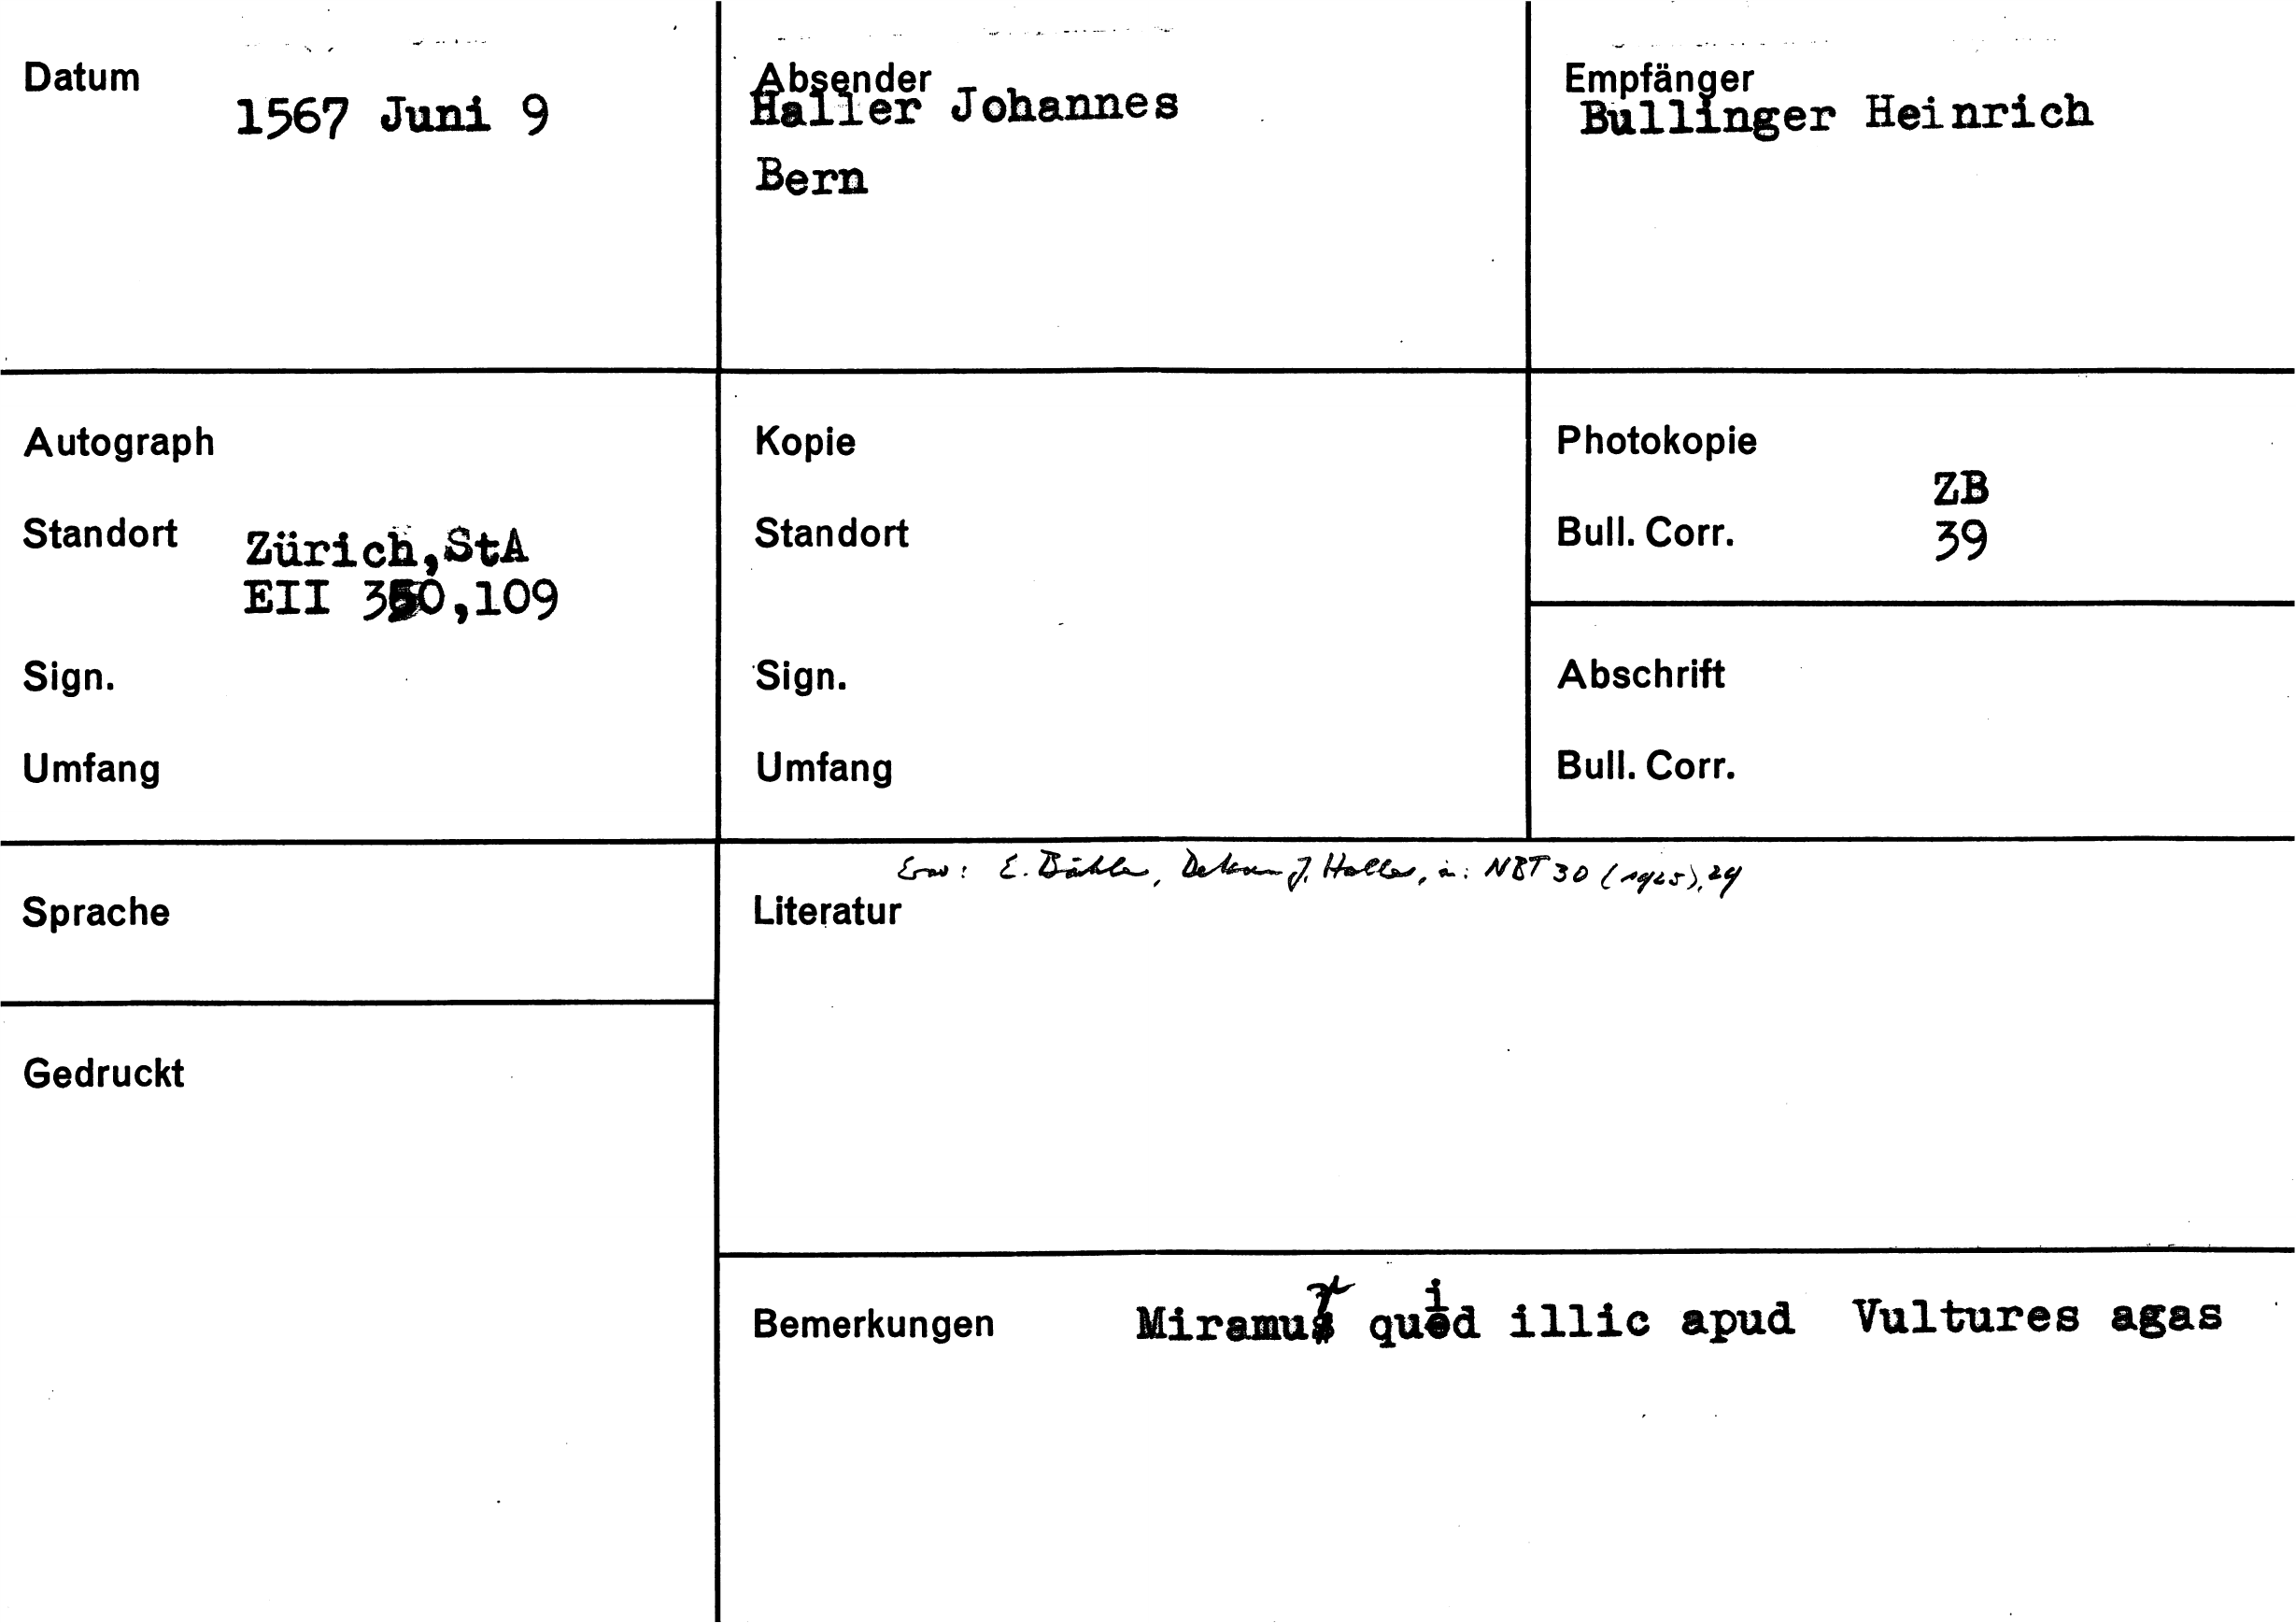 Datum
1567 Juni 9
Absender
Haller Johannes
Bern
Empfänger
Bullinger Heinrich
Autograph
Standort
Zürich,StA
EII 350,109
Sign.
Umfang
Kopie
Standort
Sign.
Umfang
Photokopie
ZB
Bull. Corr.
39
Abschrift
Bull. Corr.
Sprache
Erw: E. Bähler, Dekan J. Haller, in: NBT 30 (1925), 29
Literatur
Gedruckt
Bemerkungen
Miramur quid illic apud Vultures agas